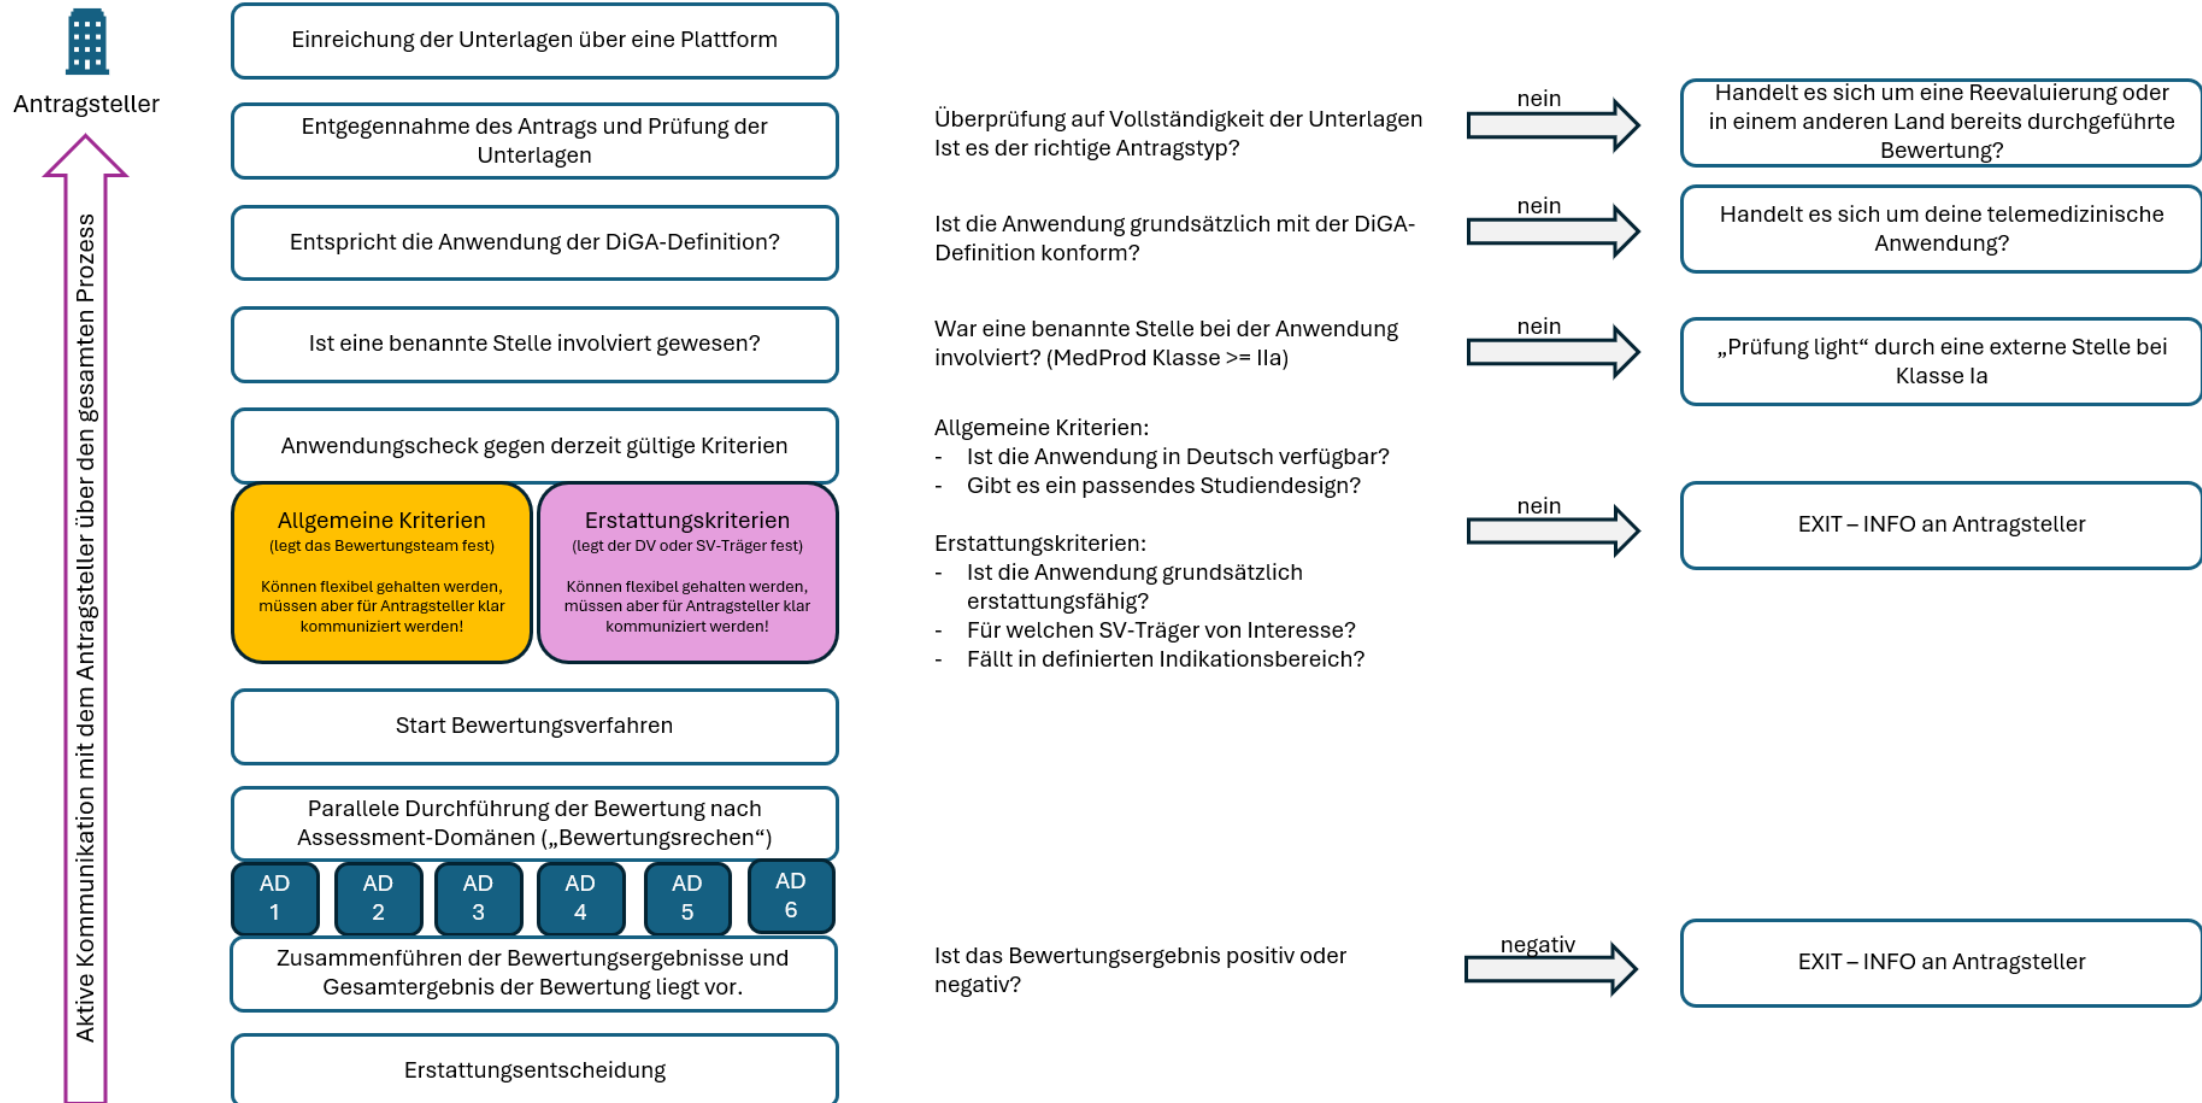 Antragsteller
Aktive Kommunikation mit dem Antragsteller über den gesamten Prozess
Einreichung der Unterlagen über eine Plattform
Entgegennahme des Antrags und Prüfung der
Unterlagen
Überprüfung auf Vollständigkeit der Unterlagen
Ist es der richtige Antragstyp?
nein
Handelt es sich um eine Reevaluierung oder
in einem anderen Land bereits durchgeführte
Bewertung?
Entspricht die Anwendung der DiGA-Definition?
Ist die Anwendung grundsätzlich mit der DiGA-
Definition konform?
nein
Handelt es sich um deine telemedizinische
Anwendung?
Ist eine benannte Stelle involviert gewesen?
War eine benannte Stelle bei der Anwendung
involviert? (MedProd Klasse >= IIa)
nein
„Prüfung light“ durch eine externe Stelle bei
Klasse Ia
Anwendungscheck gegen derzeit gültige Kriterien
Allgemeine Kriterien
(legt das Bewertungsteam fest)
Können flexibel gehalten werden,
müssen aber für Antragsteller klar
kommuniziert werden!
Erstattungskriterien
(legt der DV oder SV-Träger fest)
Können flexibel gehalten werden,
müssen aber für Antragsteller klar
kommuniziert werden!
Allgemeine Kriterien:
- Ist die Anwendung in Deutsch verfügbar?
- Gibt es ein passendes Studiendesign?
Erstattungskriterien:
- Ist die Anwendung grundsätzlich
erstattungsfähig?
- Für welchen SV-Träger von Interesse?
- Fällt in definierten Indikationsbereich?
nein
EXIT – INFO an Antragsteller
Start Bewertungsverfahren
Parallele Durchführung der Bewertung nach
Assessment-Domänen („Bewertungsrechen“)
AD
1
AD
2
AD
3
AD
4
AD
5
AD
6
Zusammenführen der Bewertungsergebnisse und
Gesamtergebnis der Bewertung liegt vor.
Ist das Bewertungsergebnis positiv oder
negativ?
negativ
EXIT – INFO an Antragsteller
Erstattungsentscheidung